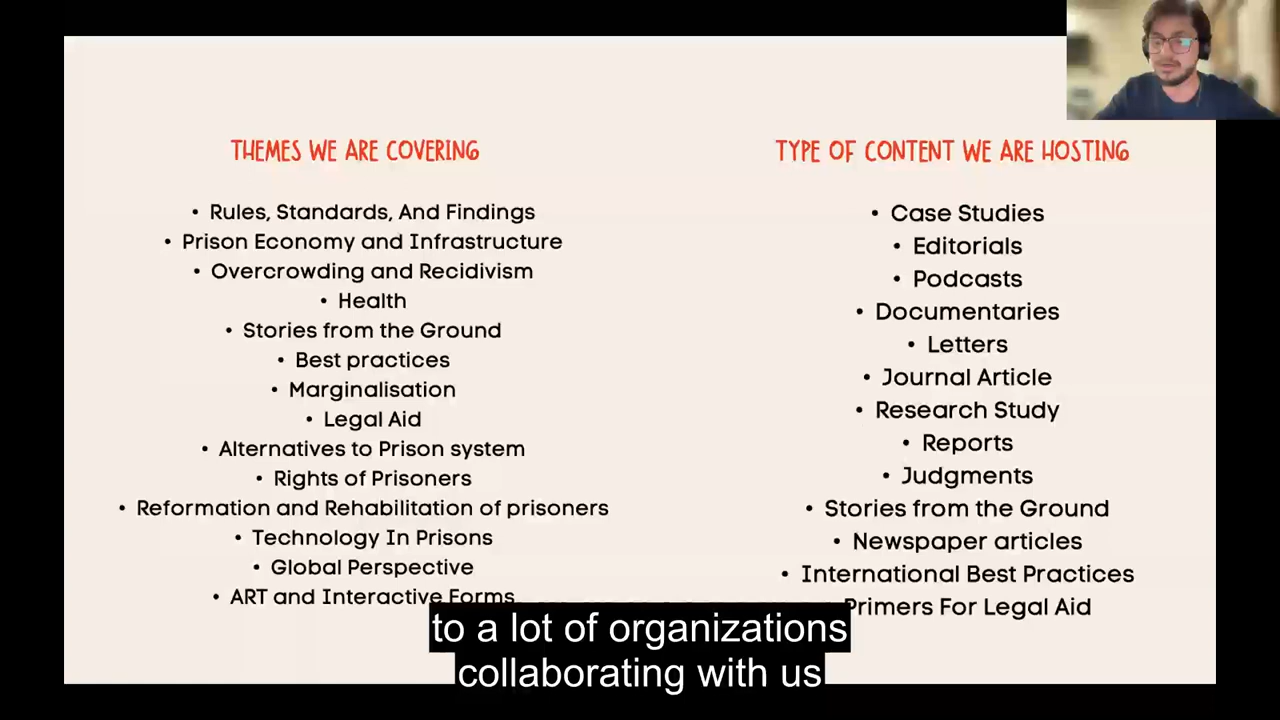 THEMES WE ARE COVERING
• Rules, Standards, And Findings
• Prison Economy and Infrastructure
• Overcrowding and Recidivism
• Health
• Stories from the Ground
• Best practices
• Marginalisation
• Legal Aid
• Alternatives to Prison system
• Rights of Prisoners
• Reformation and Rehabilitation of prisoners
• Technology In Prisons
• Global Perspective
• ART and Interactive Forms
TYPE OF CONTENT WE ARE HOSTING
• Case Studies
• Editorials
• Podcasts
• Documentaries
• Letters
• Journal Article
• Research Study
• Reports
• Judgments
• Stories from the Ground
• Newspaper articles
• International Best Practices
Primers For Legal Aid
to a lot of organizations
collaborating with us